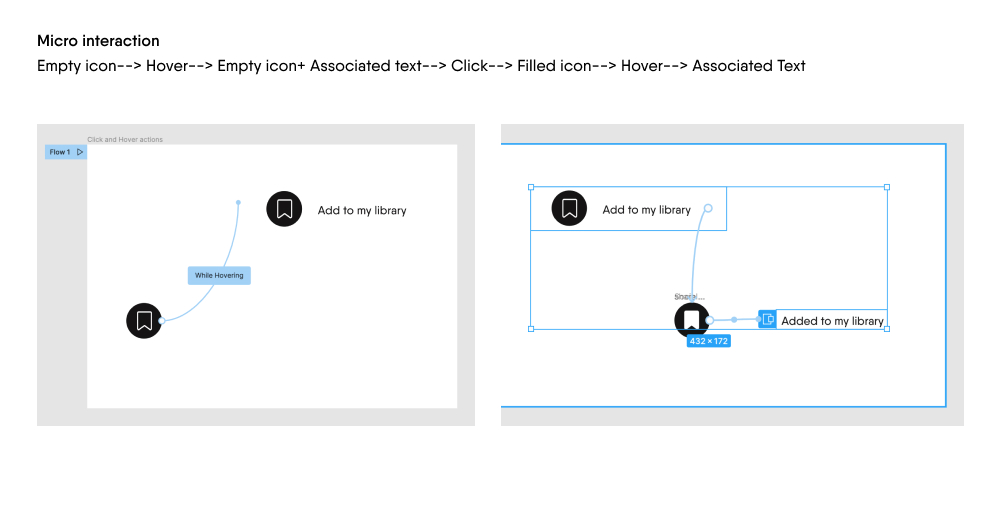 Micro interaction
Empty icon--> Hover--> Empty icon+ Associated text--> Click--> Filled icon--> Hover--> Associated Text
Click and Hover actions
Flow 1
Add to my library
While Hovering
Add to my library
Added to my library
432 × 172